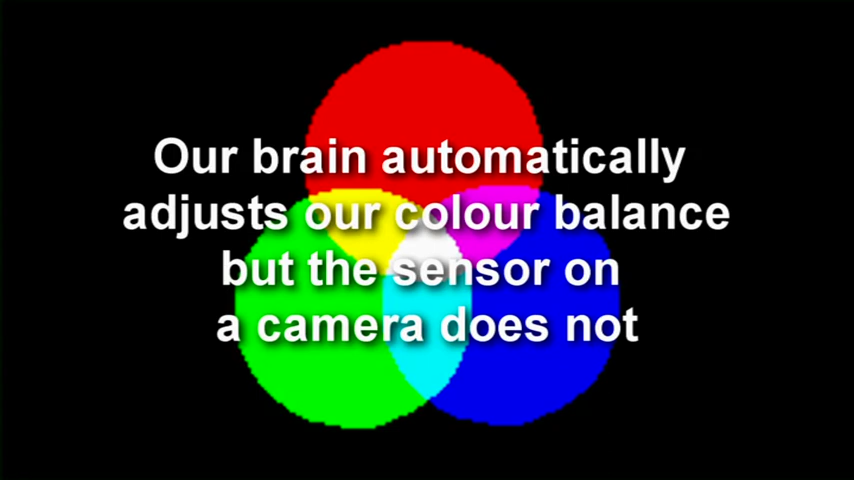 Our brain automatically
adjusts our colour balance
but the sensor on
a camera does not